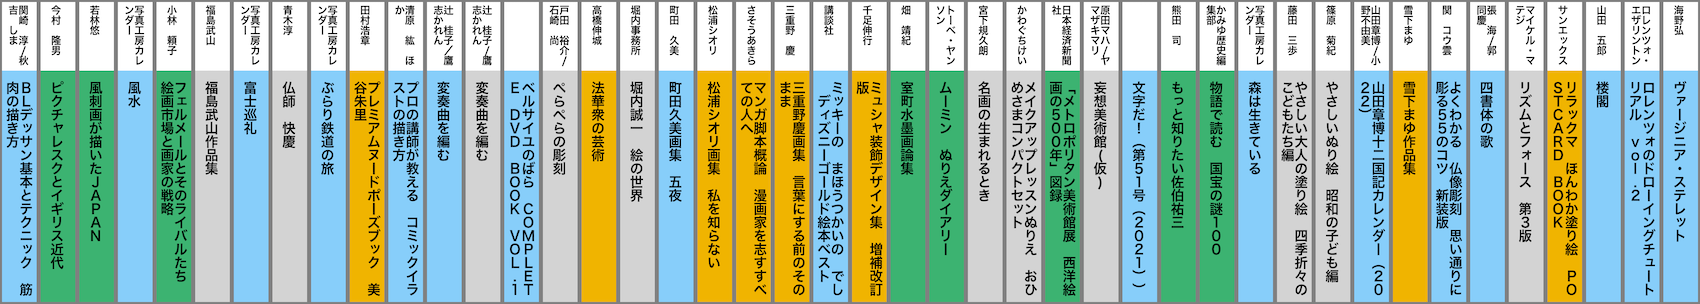 海野弘
ヴァージニア・ステレット
ロレンツォ・
エザリントン
ロレンツォのドローイングチュート
リアル ｖｏｌ．２
山田 五郎
楼閣
サンエックス
リラックマ ほんわか塗り絵 ＰＯ
ＳＴＣＡＲＤ ＢＯＯＫ
マイケル・マ
テジ
リズムとフォース 第３版
張 海/郭
同慶
四書体の歌
関 コウ雲
よくわかる 仏像彫刻 思い通りに
彫る５５のコツ 新装版
雪下まゆ
雪下まゆ作品集
山田章博/小
野不由美
山田章博十二国記カレンダー（２０
２２）
篠原 菊紀
やさしいぬり絵 昭和の子ども編
藤田 三歩
やさしい大人の塗り絵 四季折々の
こどもたち編
写真工房カレ
ンダー
森は生きている
かみゆ歴史編
集部
物語で読む 国宝の謎１００
熊田 司
もっと知りたい佐伯祐三
文字だ！（第５１号（２０２１））
原田マハ/ヤ
マザキマリ
妄想美術館(仮)
日本経済新聞
社
「メトロポリタン美術館展 西洋絵
画の５００年」図録
かわぐちけい
メイクアップレッスンぬりえ おひ
めさまコンパクトセット
宮下規久朗
名画の生まれるとき
トーベ・ヤン
ソン
ムーミン ぬりえダイアリー
畑 靖紀
室町水墨画論集
千足伸行
ミュシャ装飾デザイン集 増補改訂
版
講談社
ミッキーの まほうつかいの でし
ディズニーゴールド絵本ベスト
三重野 慶
三重野慶画集 言葉にする前のその
まま
さそうあきら
マンガ脚本概論 漫画家を志すすべ
ての人へ
松浦シオリ
松浦シオリ画集 私を知らない
町田 久美
町田久美画集 五夜
堀内事務所
堀内誠一 絵の世界
高橋伸城
法華衆の芸術
戸田 裕介/
石崎 尚
ぺらぺらの彫刻
ベルサイユのばら ＣＯＭＰＬＥＴ
Ｅ ＤＶＤ ＢＯＯＫ ＶＯＬ．ｉ
辻 桂子/鷹
志かれん
変奏曲を編む
辻 桂子/鷹
志かれん
変奏曲を編む
清原 紘 ほ
か
プロの講師が教える コミックイラ
ストの描き方
田村浩章
プレミアムヌードポーズブック 美
谷朱里
写真工房カレ
ンダー
ぶらり鉄道の旅
青木淳
仏師 快慶
写真工房カレ
ンダー
富士巡礼
福島武山
福島武山作品集
小林 頼子
フェルメールとそのライバルたち
絵画市場と画家の戦略
写真工房カレ
ンダー
風水
若林悠
風刺画が描いたＪＡＰＡＮ
今村 隆男
ピクチャレスクとイギリス近代
関崎 淳/秋
吉 しま
ＢＬデッサン基本とテクニック 筋
肉の描き方